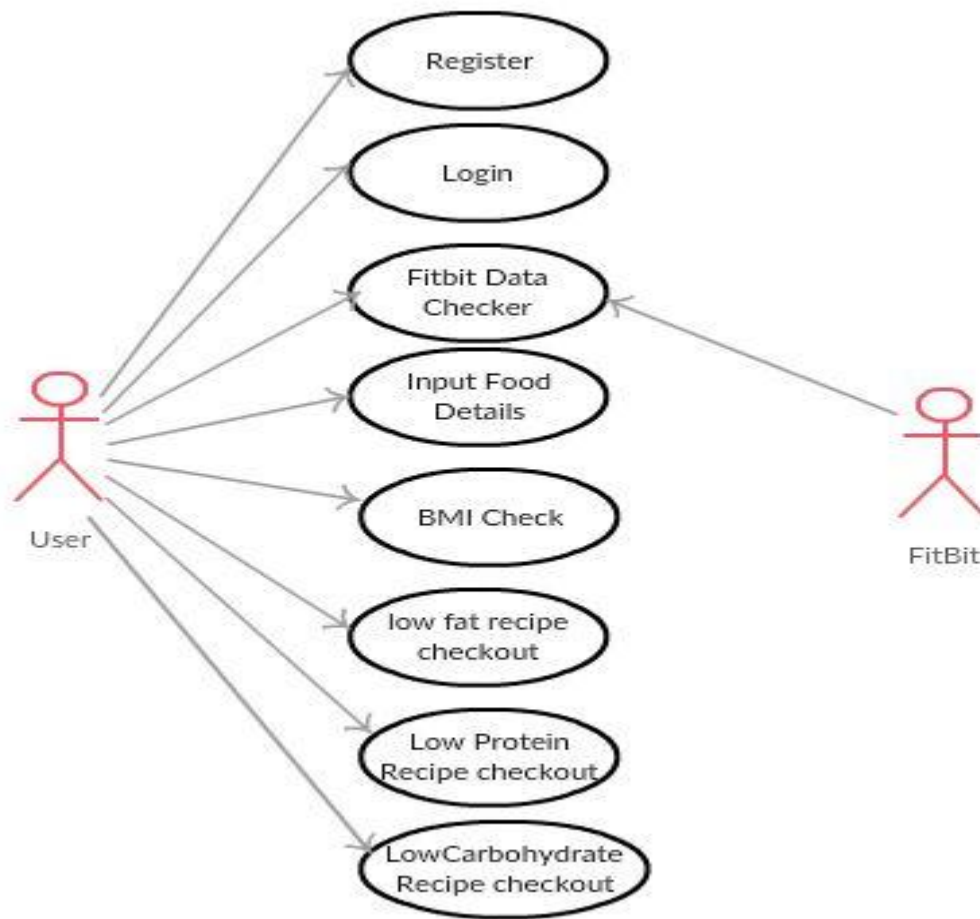 Register
Login
Fitbit Data
Checker
Input Food
Details
BMI Check
User
FitBit
low fat recipe
checkout
Low Protein
Recipe checkout
LowCarbohydrate
Recipe checkout